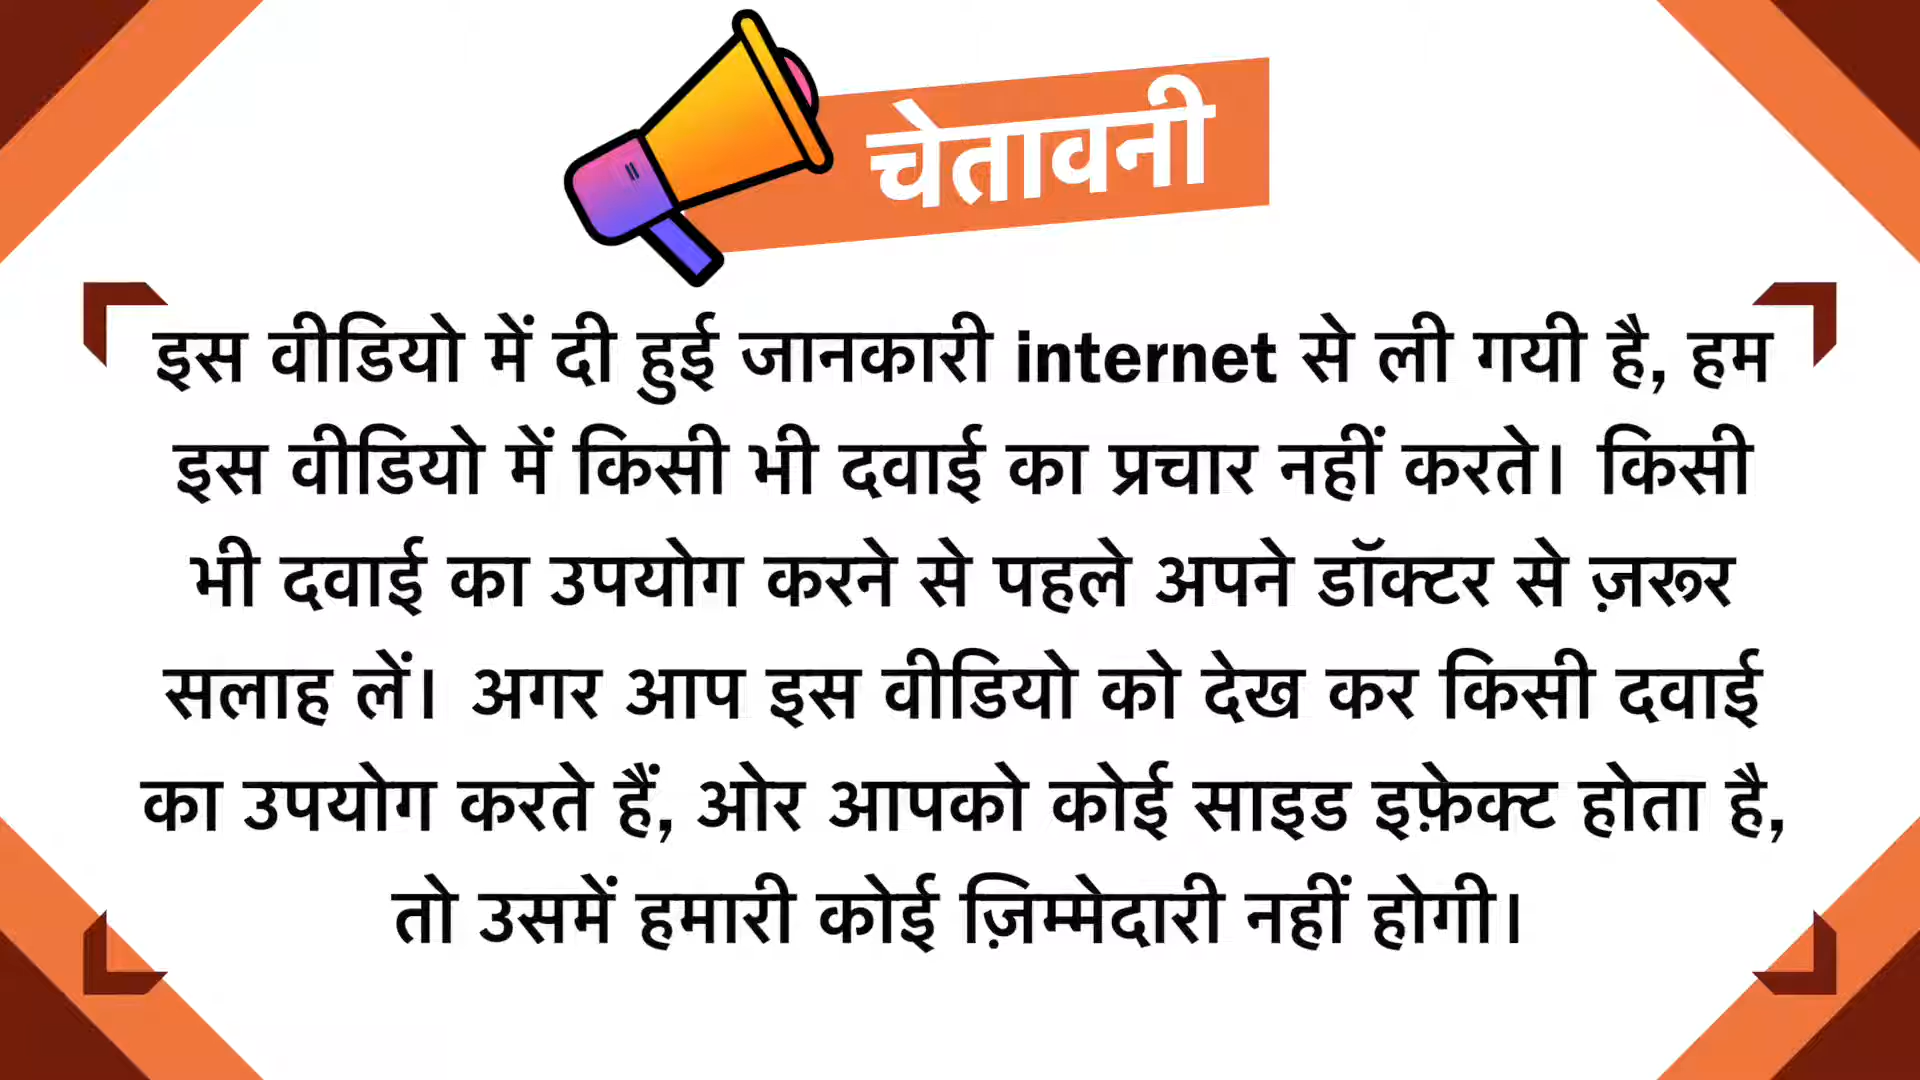 चेतावनी
इस वीडियो में दी हुई जानकारी internet से ली गयी है, हम
इस वीडियो में किसी भी दवाई का प्रचार नहीं करते। किसी
भी दवाई का उपयोग करने से पहले अपने डॉक्टर से ज़रूर
सलाह लें। अगर आप इस वीडियो को देख कर किसी दवाई
का उपयोग करते हैं, ओर आपको कोई साइड इफ़ेक्ट होता है,
तो उसमें हमारी कोई ज़िम्मेदारी नहीं होगी।